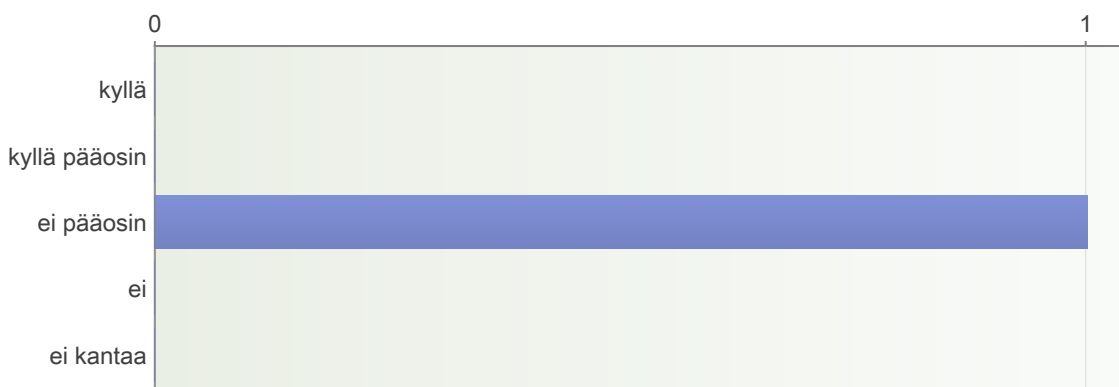 0 1
kyllä
kyllä pääosin
ei pääosin
ei
ei kantaa